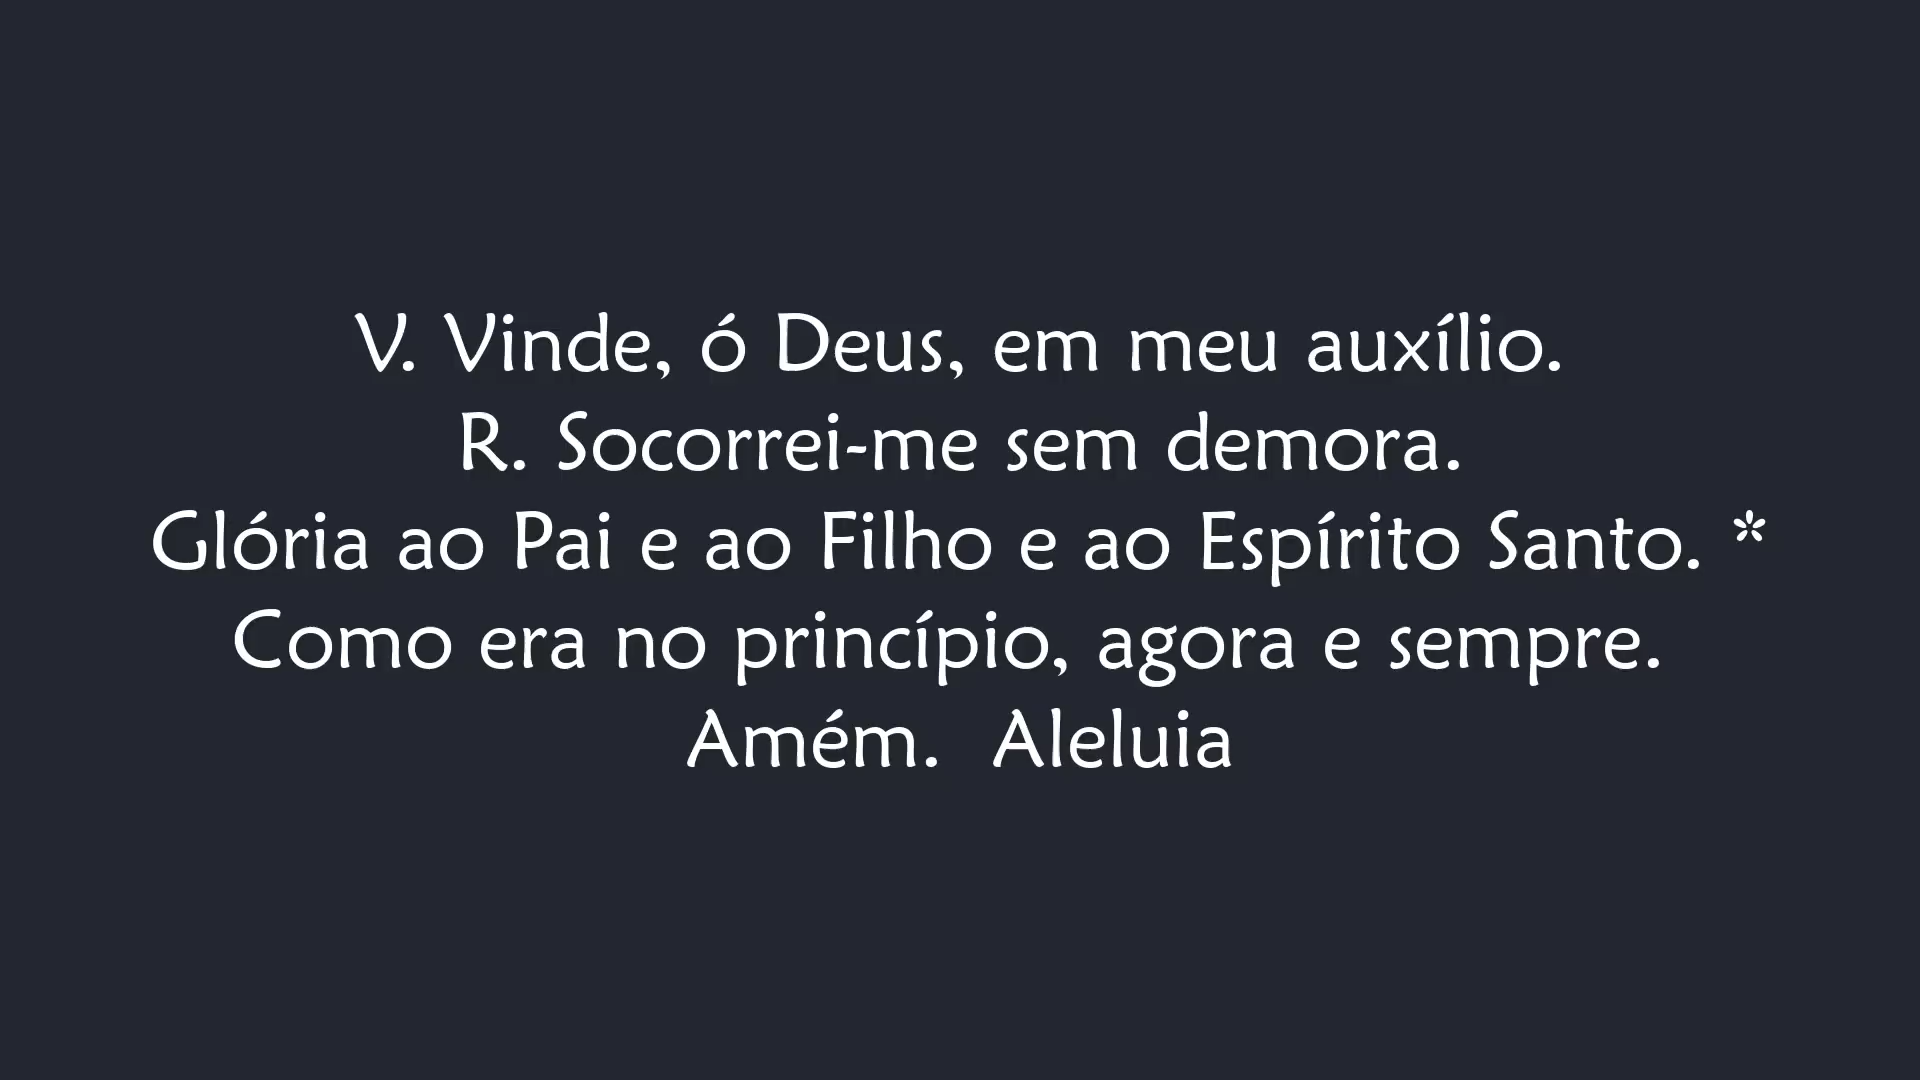 V. Vinde, ó Deus, em meu auxílio.
R. Socorrei-me sem demora.
Glória ao Pai e ao Filho e ao Espírito Santo. *
Como era no princípio, agora e sempre.
Amém.  Aleluia